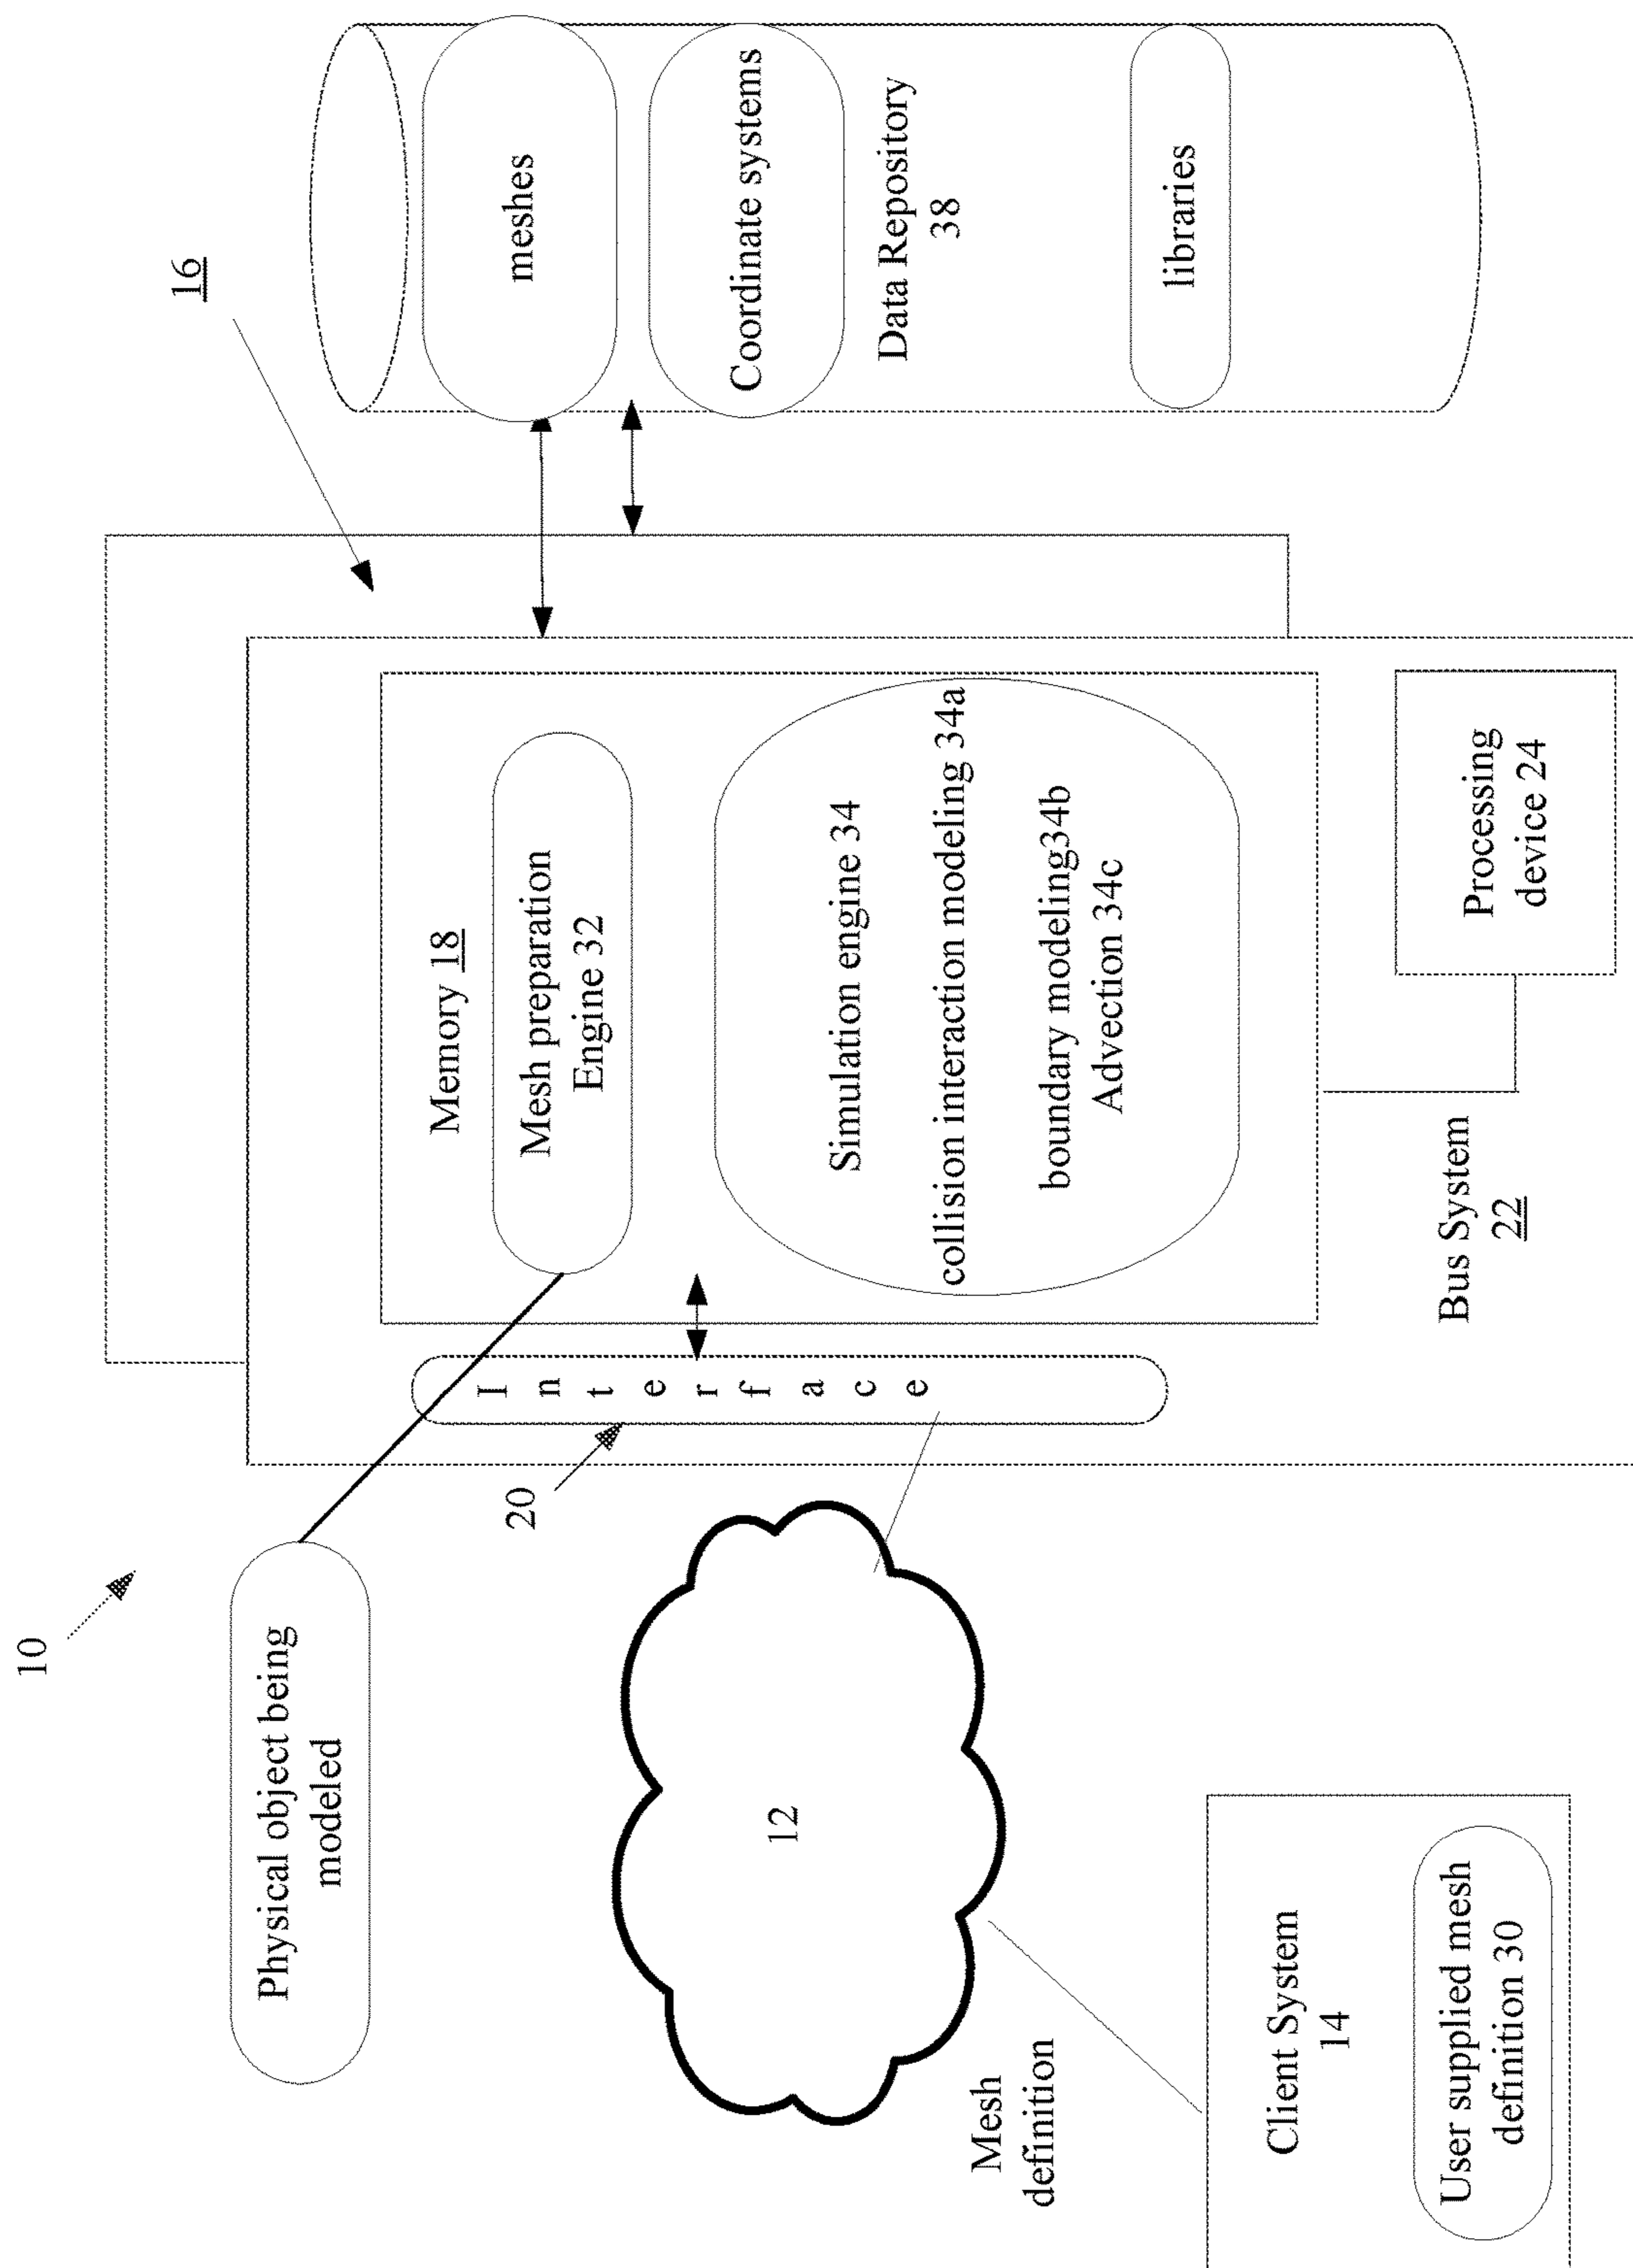 10
Physical object being
modeled
16
Memory 18
Mesh preparation
Engine 32
Interface
20
Simulation engine 34
collision interaction modeling 34a
boundary modeling34b
Advection 34c
meshes
Coordinate systems
Data Repository
38
libraries
12
Mesh
definition
Client System
14
User supplied mesh
definition 30
Bus System
22
Processing
device 24